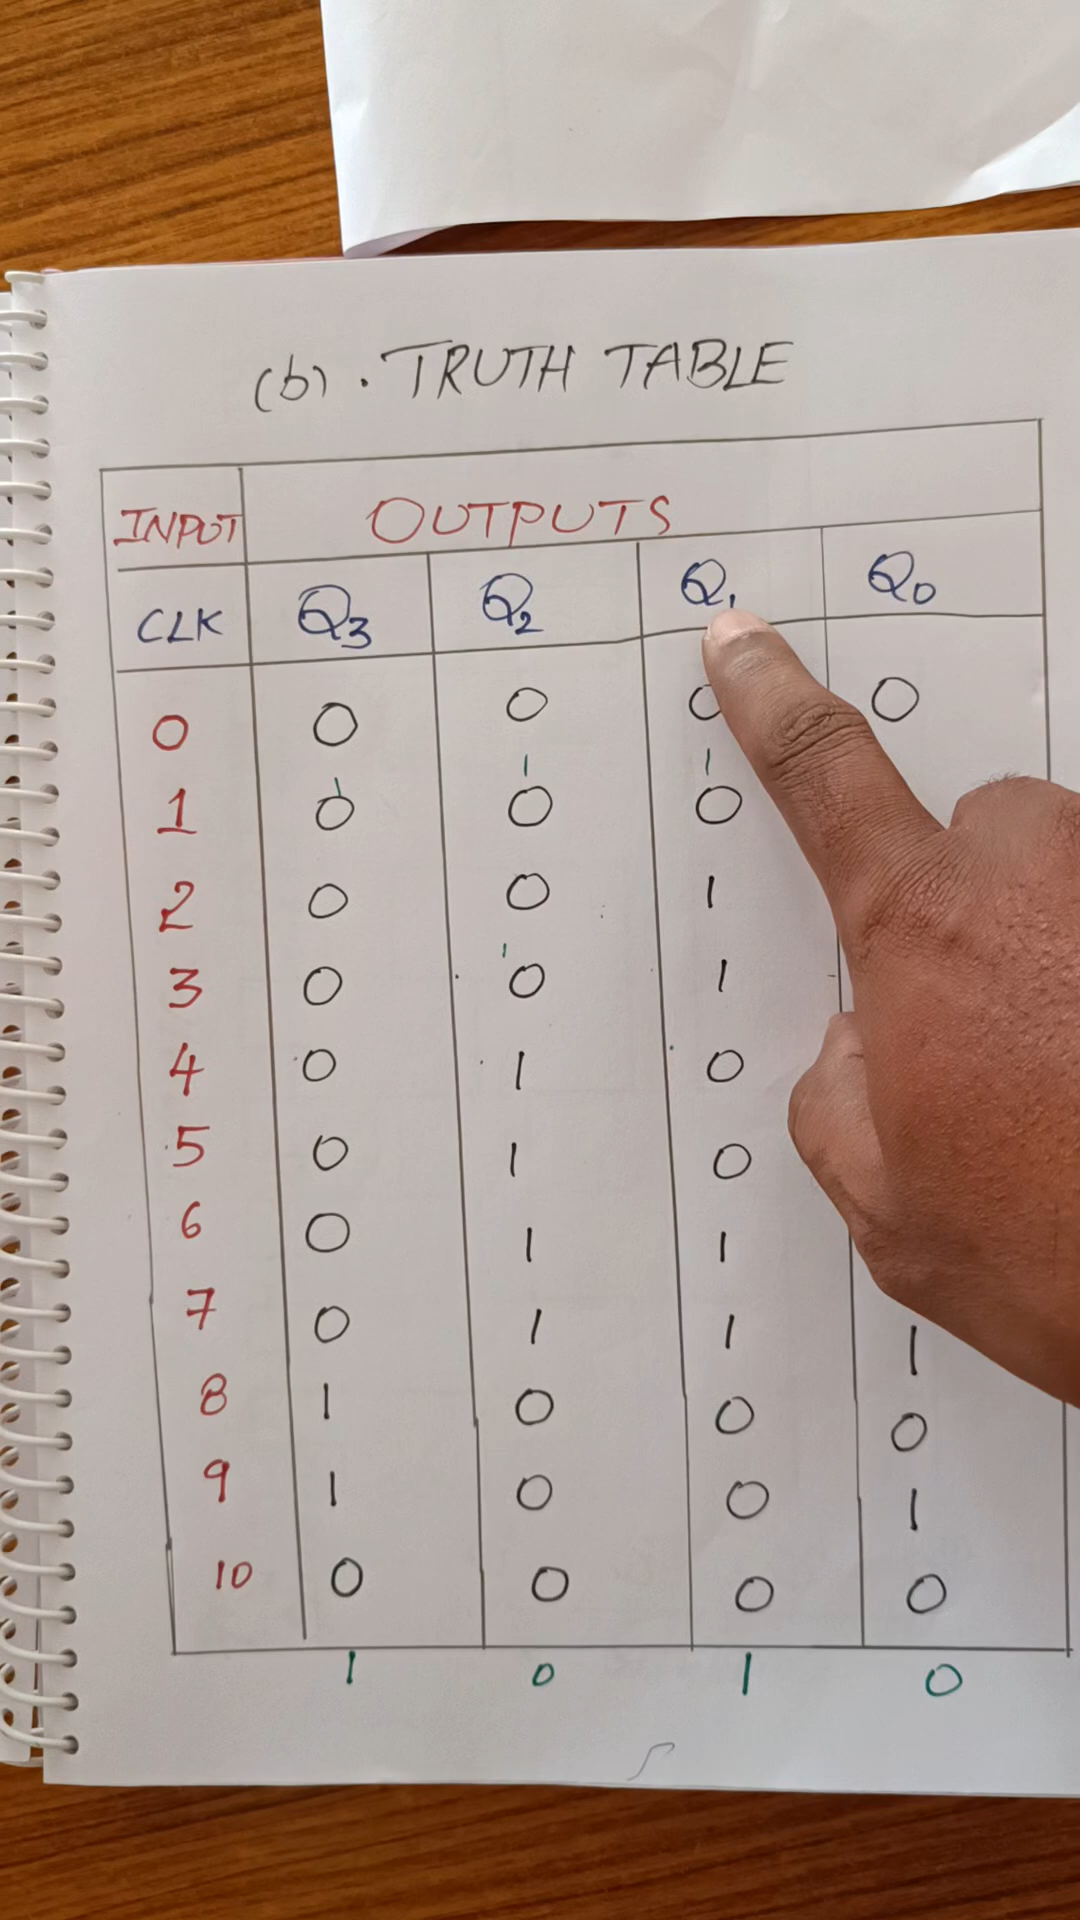 (b). TRUTH TABLE
INPUT OUTPUTS
CLK Q3 Q2 Q1 Q0
0 0 0 0 0
1 0 0 0
2 0 0 1
3 0 0 1
4 0 1 0
5 0 1 0
6 0 1 1
7 0 1 1 1
8 1 0 0 0
9 1 0 0 1
10 0 0 0 0
1 0 1 0